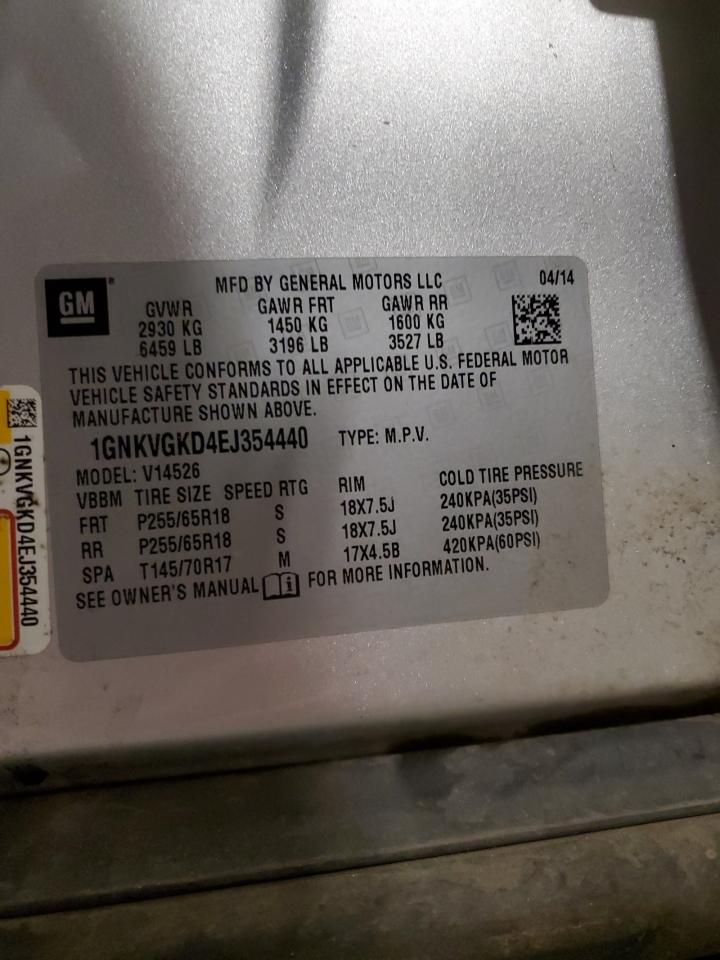 GM
MFD BY GENERAL MOTORS LLC 04/14
GVWR GAWR FRT GAWR RR
2930 KG 1450 KG 1600 KG
6459 LB 3196 LB 3527 LB
THIS VEHICLE CONFORMS TO ALL APPLICABLE U.S. FEDERAL MOTOR
VEHICLE SAFETY STANDARDS IN EFFECT ON THE DATE OF
MANUFACTURE SHOWN ABOVE.
1GNKVGKD4EJ354440 TYPE: M.P.V.
MODEL: V14526
VBBM TIRE SIZE SPEED RTG RIM COLD TIRE PRESSURE
FRT P255/65R18 S 18X7.5J 240KPA(35PSI)
RR P255/65R18 S 18X7.5J 240KPA(35PSI)
SPA T145/70R17 M 17X4.5B 420KPA(60PSI)
SEE OWNER'S MANUAL FOR MORE INFORMATION.
1GNKVGKD4EJ354440